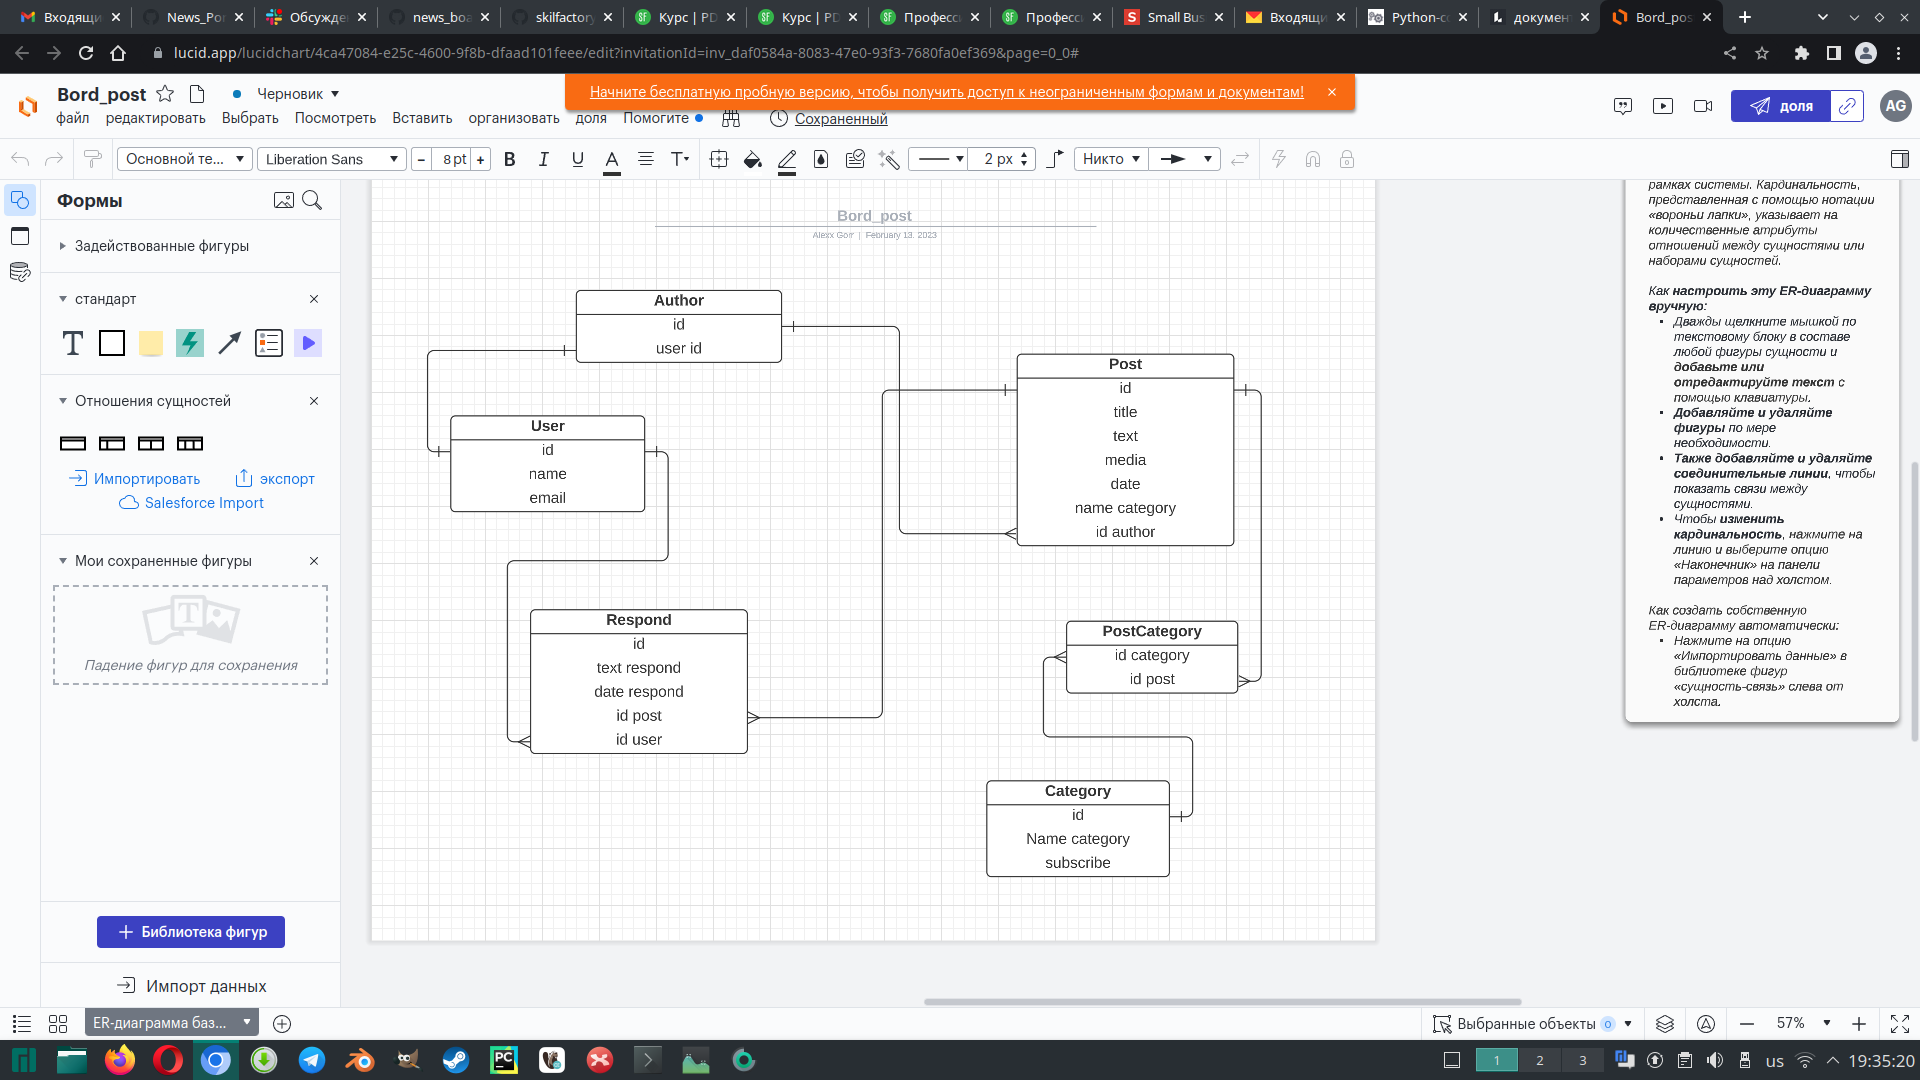 Входящи
News_Por
Обсужде
news_boa
skilfactory
Курс | PD
Курс | PD
Професси
Професси
Small Bus
Входящи
Python-co
документ
Bord_pos
lucid.app/lucidchart/4ca47084-e25c-4600-9f8b-dfaad101feee/edit?invitationId=inv_daf0584a-8083-47e0-93f3-7680fa0ef369&page=0_0#
Начните бесплатную пробную версию, чтобы получить доступ к неограниченным формам и документам!
Bord_post
Черновик
файл редактировать Выбрать Посмотреть Вставить организовать доля Помогите Сохраненный
доля
AG
Основной те... Liberation Sans 8 pt B I U A T 2 px Никто
Формы
Задействованные фигуры
стандарт
T
Отношения сущностей
Импортировать экспорт
Salesforce Import
Мои сохраненные фигуры
T
Падение фигур для сохранения
Библиотека фигур
Импорт данных
Bord_post
Alexx Gorr | February 13, 2023
Author
id
user id
User
id
name
email
Post
id
title
text
media
date
name category
id author
Respond
id
text respond
date respond
id post
id user
PostCategory
id category
id post
Category
id
Name category
subscribe
рамках системы. Кардинальность,
представленная с помощью нотации
«вороньи лапки», указывает на
количественные атрибуты
отношений между сущностями или
наборами сущностей.
Как настроить эту ER-диаграмму
вручную:
• Дважды щелкните мышкой по
текстовому блоку в составе
любой фигуры сущности и
добавьте или
отредактируйте текст с
помощью клавиатуры.
• Добавляйте и удаляйте
фигуры по мере
необходимости.
• Также добавляйте и удаляйте
соединительные линии, чтобы
показать связи между
сущностями.
• Чтобы изменить
кардинальность, нажмите на
линию и выберите опцию
«Наконечник» на панели
параметров над холстом.
Как создать собственную
ER-диаграмму автоматически:
• Нажмите на опцию
«Импортировать данные» в
библиотеке фигур
«сущность-связь» слева от
холста.
ER-диаграмма баз...
Выбранные объекты 0
57%
1 2 3
us
19:35:20